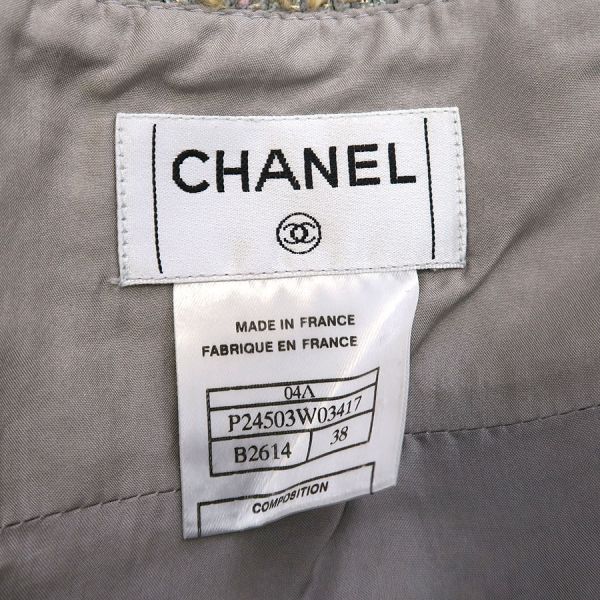 CHANEL
MADE IN FRANCE
FABRIQUE EN FRANCE
04A
P24503W03417
B2614 38
COMPOSITION